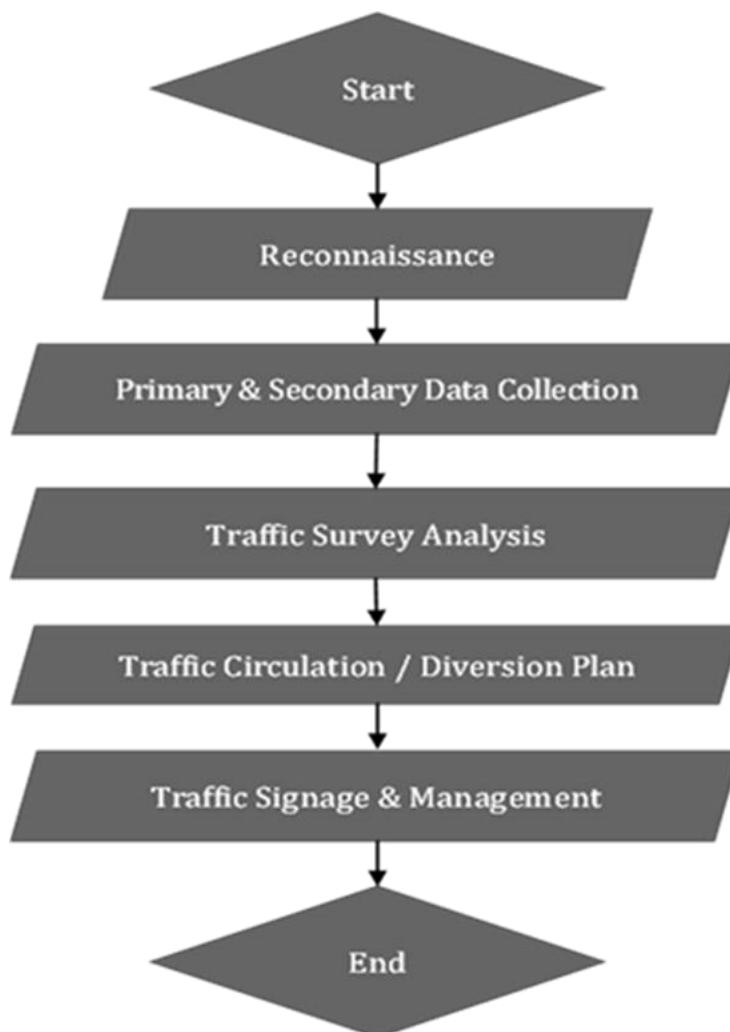 Start
Reconnaissance
Primary & Secondary Data Collection
Traffic Survey Analysis
Traffic Circulation / Diversion Plan
Traffic Signage & Management
End